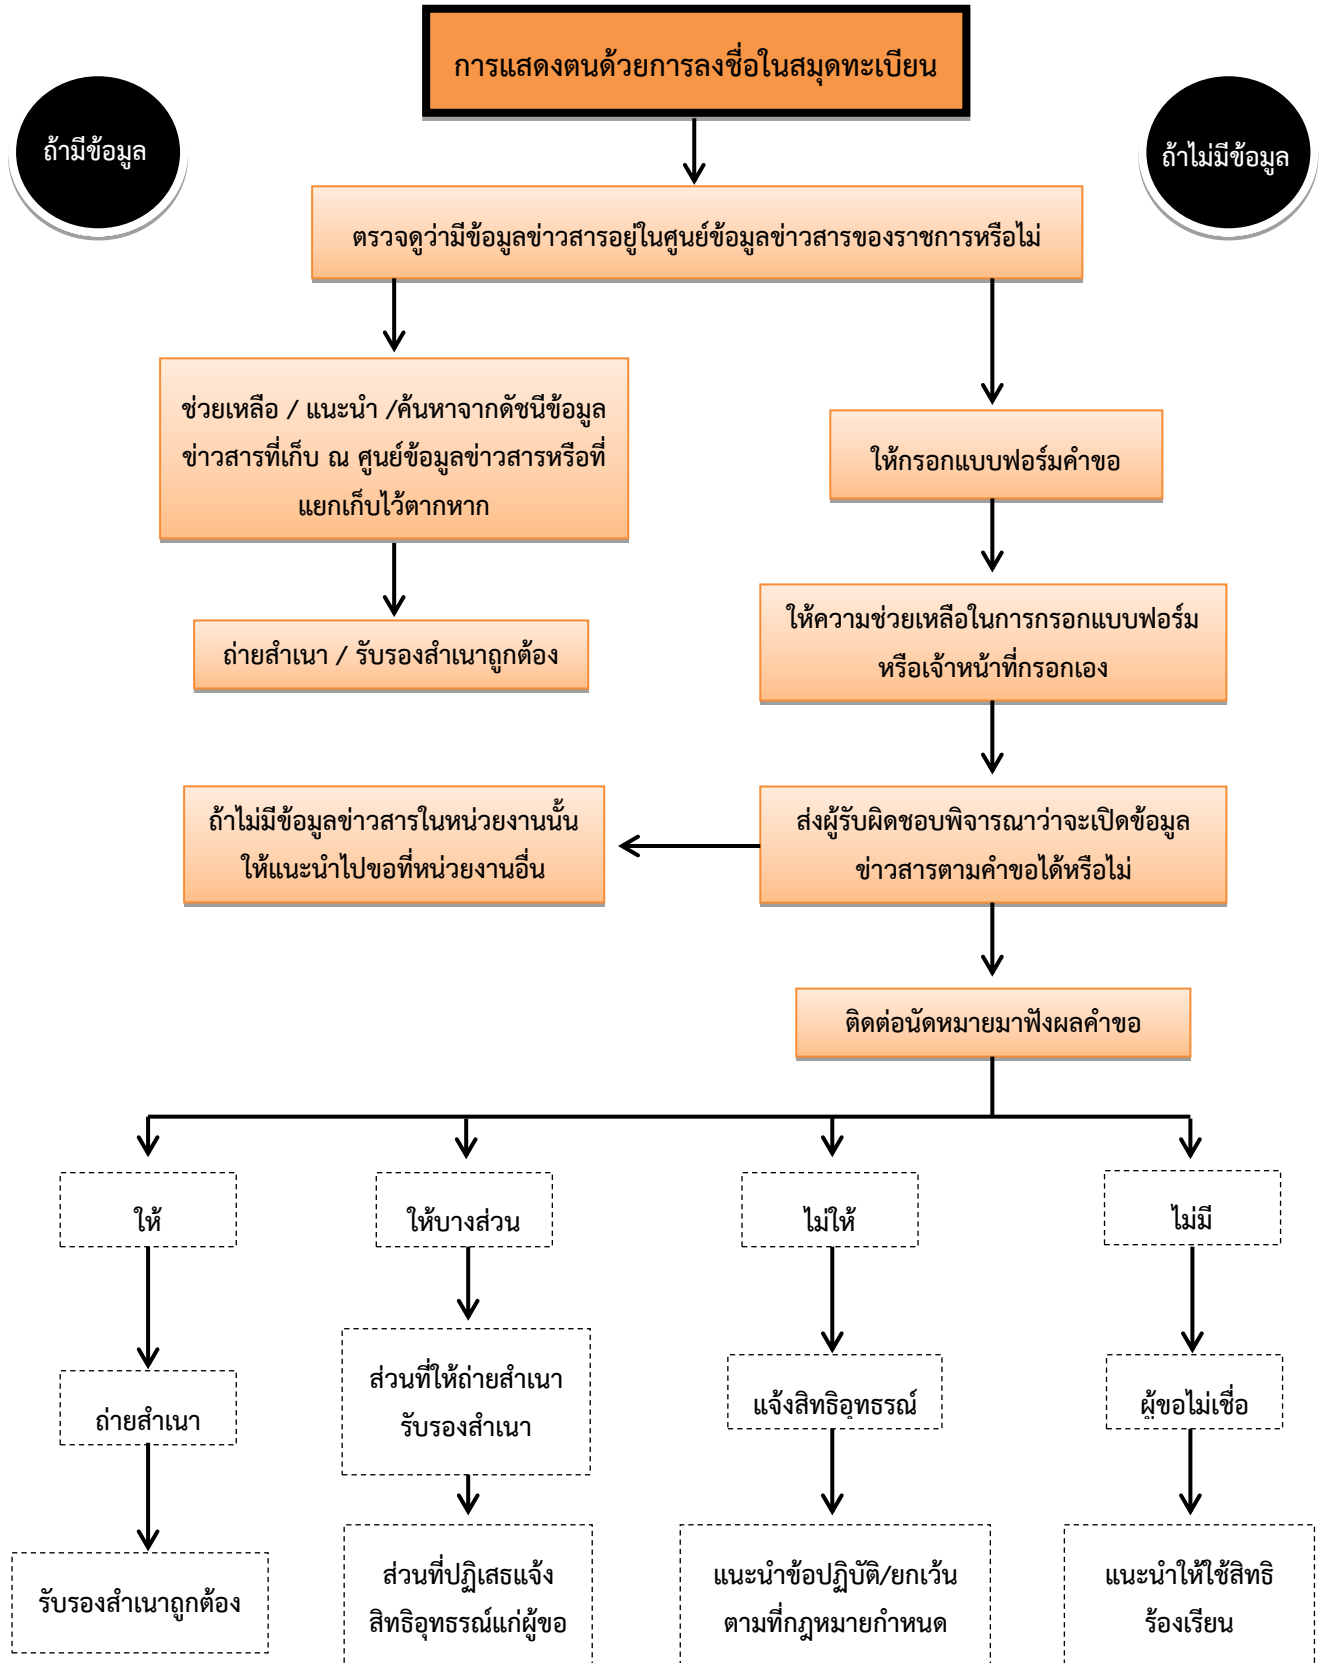 การแสดงตนด้วยการลงชื่อในสมุดทะเบียน
ถ้ามีข้อมูล
ถ้าไม่มีข้อมูล
ตรวจดูว่ามีข้อมูลข่าวสารอยู่ในศูนย์ข้อมูลข่าวสารของราชการหรือไม่
ช่วยเหลือ / แนะนำ /ค้นหาจากดัชนีข้อมูล
ข่าวสารที่เก็บ ณ ศูนย์ข้อมูลข่าวสารหรือที่
แยกเก็บไว้ตากหาก
ให้กรอกแบบฟอร์มคำขอ
ถ่ายสำเนา / รับรองสำเนาถูกต้อง
ให้ความช่วยเหลือในการกรอกแบบฟอร์ม
หรือเจ้าหน้าที่กรอกเอง
ถ้าไม่มีข้อมูลข่าวสารในหน่วยงานนั้น
ให้แนะนำไปขอที่หน่วยงานอื่น
ส่งผู้รับผิดชอบพิจารณาว่าจะเปิดข้อมูล
ข่าวสารตามคำขอได้หรือไม่
ติดต่อนัดหมายมาฟังผลคำขอ
ให้
ให้บางส่วน
ไม่ให้
ไม่มี
ถ่ายสำเนา
ส่วนที่ให้ถ่ายสำเนา
รับรองสำเนา
แจ้งสิทธิอุทธรณ์
ผู้ขอไม่เชื่อ
รับรองสำเนาถูกต้อง
ส่วนที่ปฏิเสธแจ้ง
สิทธิอุทธรณ์แก่ผู้ขอ
แนะนำข้อปฏิบัติ/ยกเว้น
ตามที่กฎหมายกำหนด
แนะนำให้ใช้สิทธิ
ร้องเรียน